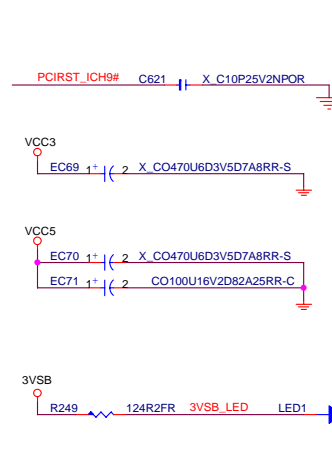 PCIRST_ICH9# C621 X_C10P25V2NPOR
VCC3
EC69 1+ 2 X_CO470U6D3V5D7A8RR-S
VCC5
EC70 1+ 2 X_CO470U6D3V5D7A8RR-S
EC71 1+ 2 CO100U16V2D82A25RR-C
3VSB
R249 124R2FR 3VSB_LED LED1